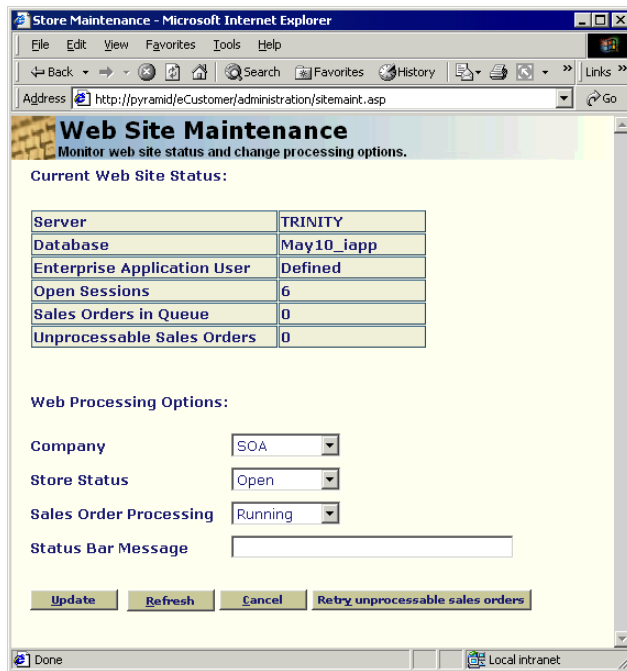 Store Maintenance - Microsoft Internet Explorer
File Edit View Favorites Tools Help
Back Search Favorites History » Links »
Address http://pyramid/eCustomer/administration/sitemaint.asp Go
Web Site Maintenance
Monitor web site status and change processing options.
Current Web Site Status:
Server TRINITY
Database May10_iapp
Enterprise Application User Defined
Open Sessions 6
Sales Orders in Queue 0
Unprocessable Sales Orders 0
Web Processing Options:
Company SOA
Store Status Open
Sales Order Processing Running
Status Bar Message
Update Refresh Cancel Retry unprocessable sales orders
Done Local intranet